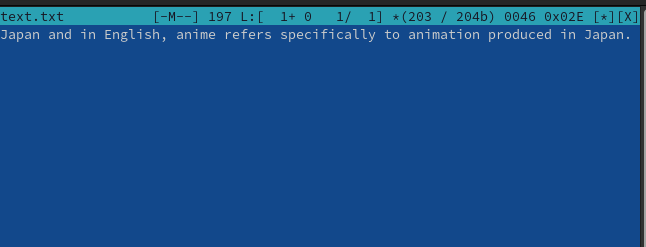 text.txt [-M--] 197 L:[ 1+ 0 1/ 1] *(203 / 204b) 0046 0x02E [*][X]
Japan and in English, anime refers specifically to animation produced in Japan.